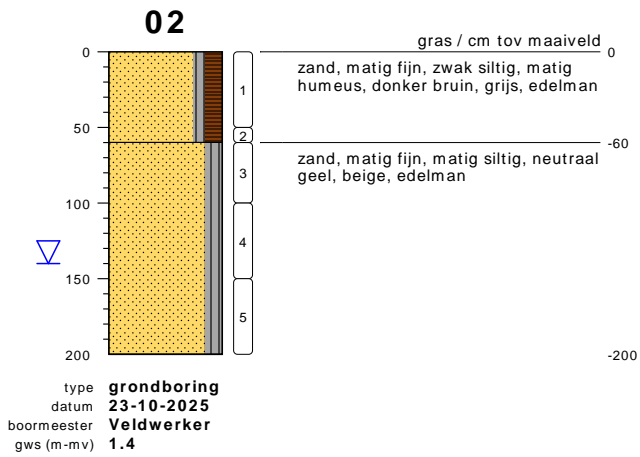 02
gras / cm tov maaiveld
0
0
zand, matig fijn, zwak siltig, matig
humeus, donker bruin, grijs, edelman
1
50
2
-60
zand, matig fijn, matig siltig, neutraal
geel, beige, edelman
3
100
4
150
5
200
-200
type grondboring
datum 23-10-2025
boormeester Veldwerker
gws (m-mv) 1.4